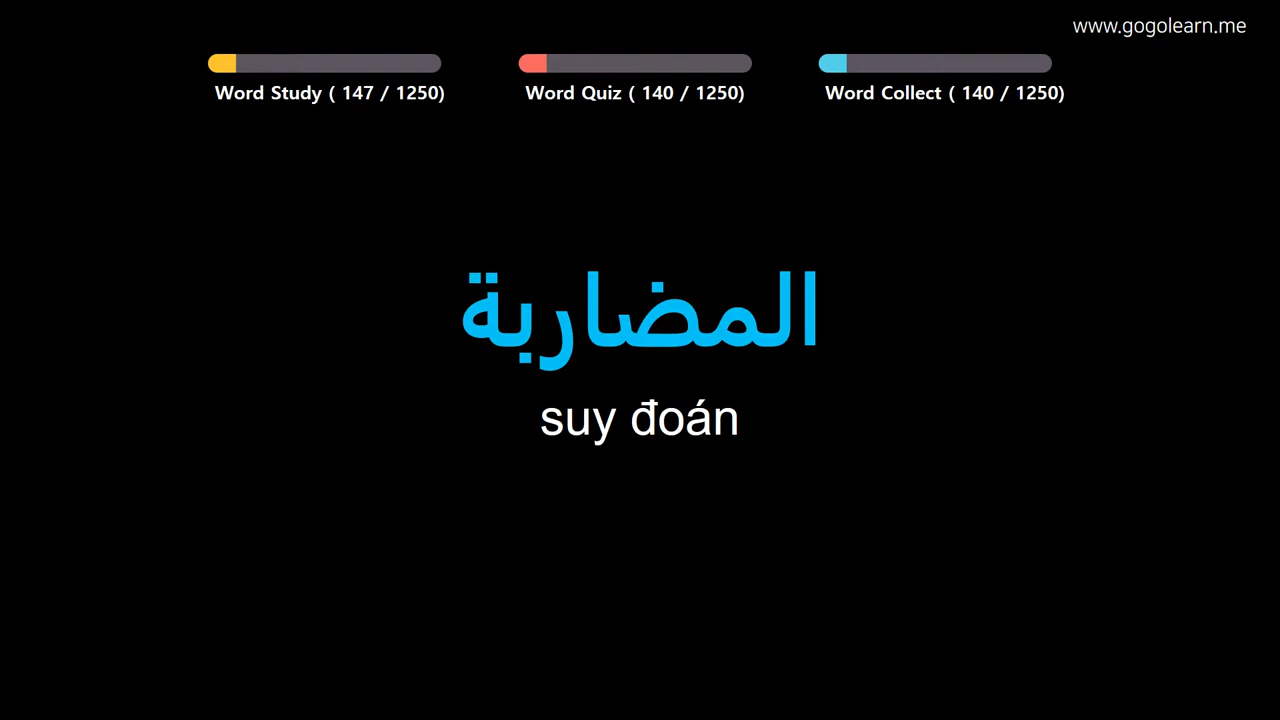 www.gogolearn.me
Word Study ( 147 / 1250)
Word Quiz ( 140 / 1250)
Word Collect ( 140 / 1250)
المضاربة
suy đoán